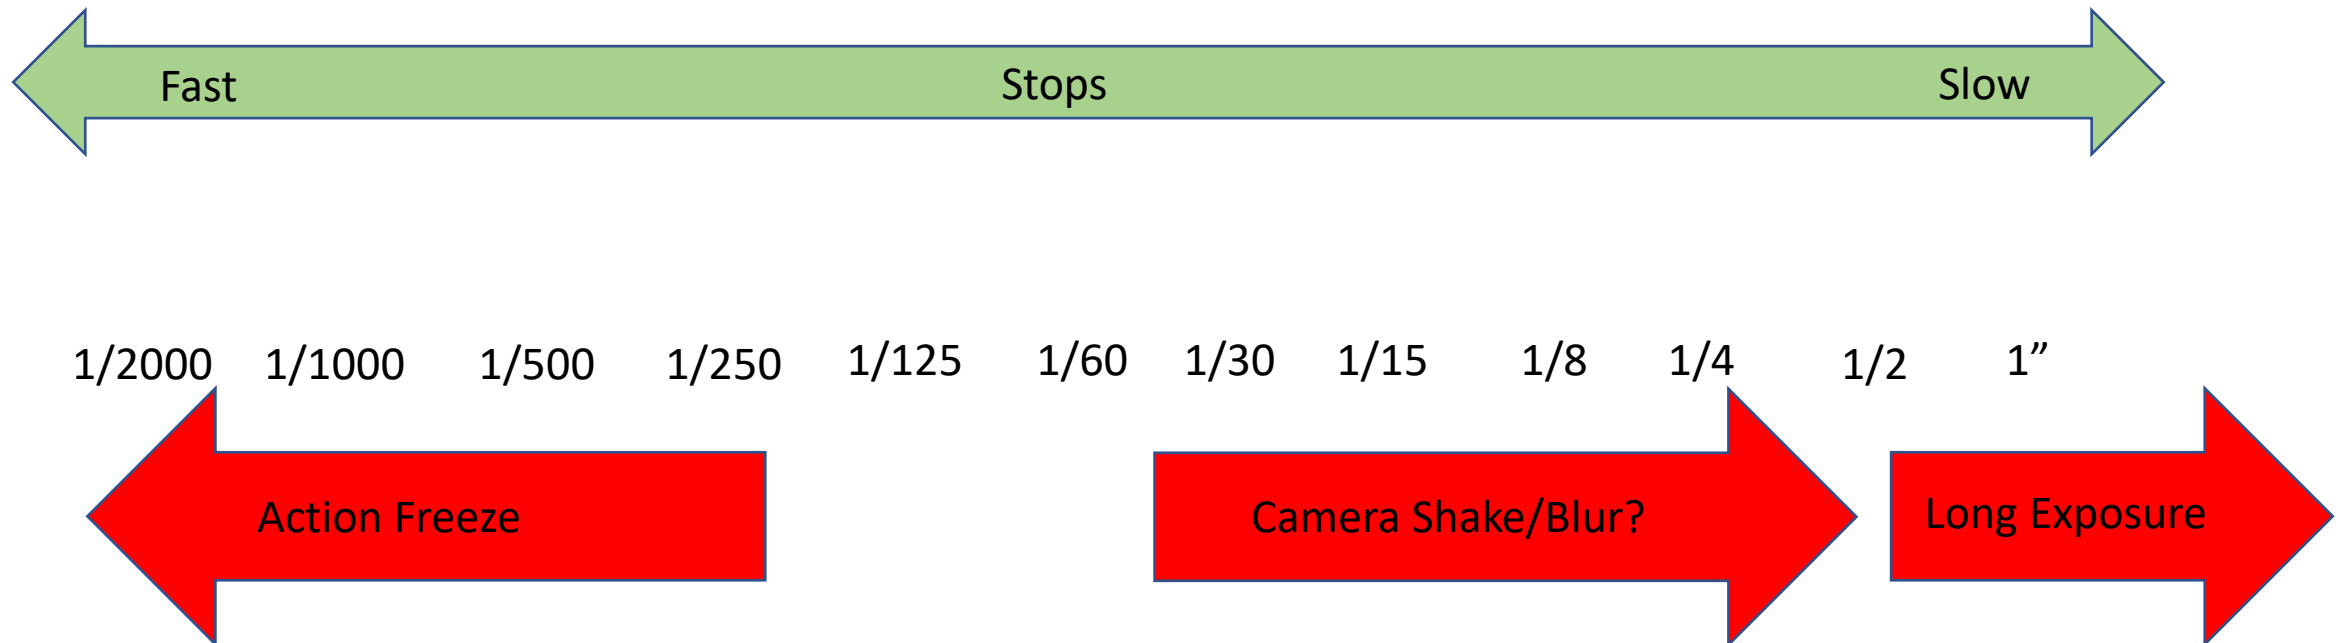 Fast Stops Slow
1/2000 1/1000 1/500 1/250 1/125 1/60 1/30 1/15 1/8 1/4 1/2 1”
Action Freeze Camera Shake/Blur? Long Exposure